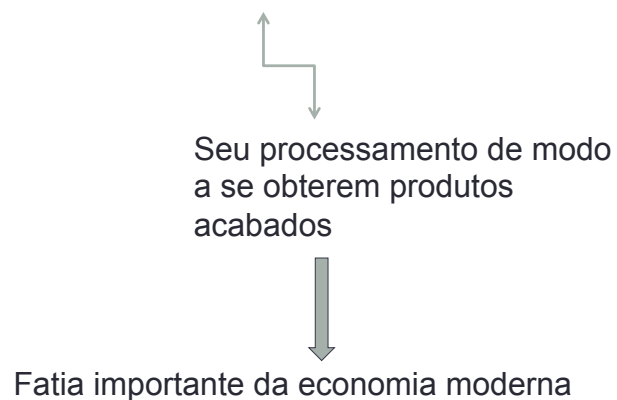 Seu processamento de modo
a se obterem produtos
acabados
Fatia importante da economia moderna